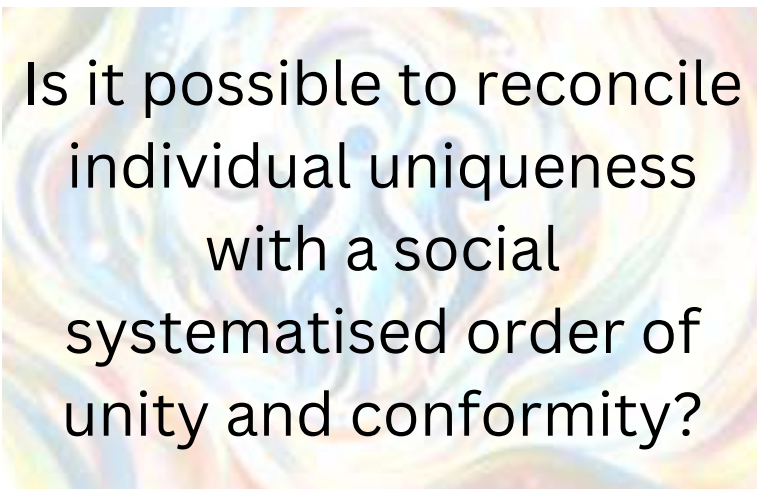 Is it possible to reconcile
individual uniqueness
with a social
systematised order of
unity and conformity?